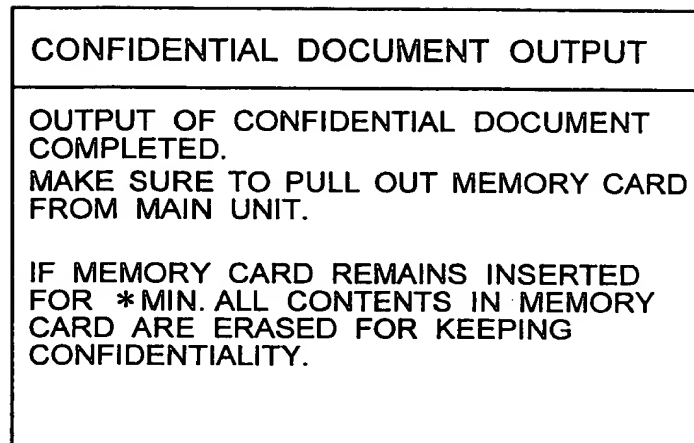 CONFIDENTIAL DOCUMENT OUTPUT
OUTPUT OF CONFIDENTIAL DOCUMENT
COMPLETED.
MAKE SURE TO PULL OUT MEMORY CARD
FROM MAIN UNIT.
IF MEMORY CARD REMAINS INSERTED
FOR *MIN. ALL CONTENTS IN MEMORY
CARD ARE ERASED FOR KEEPING
CONFIDENTIALITY.